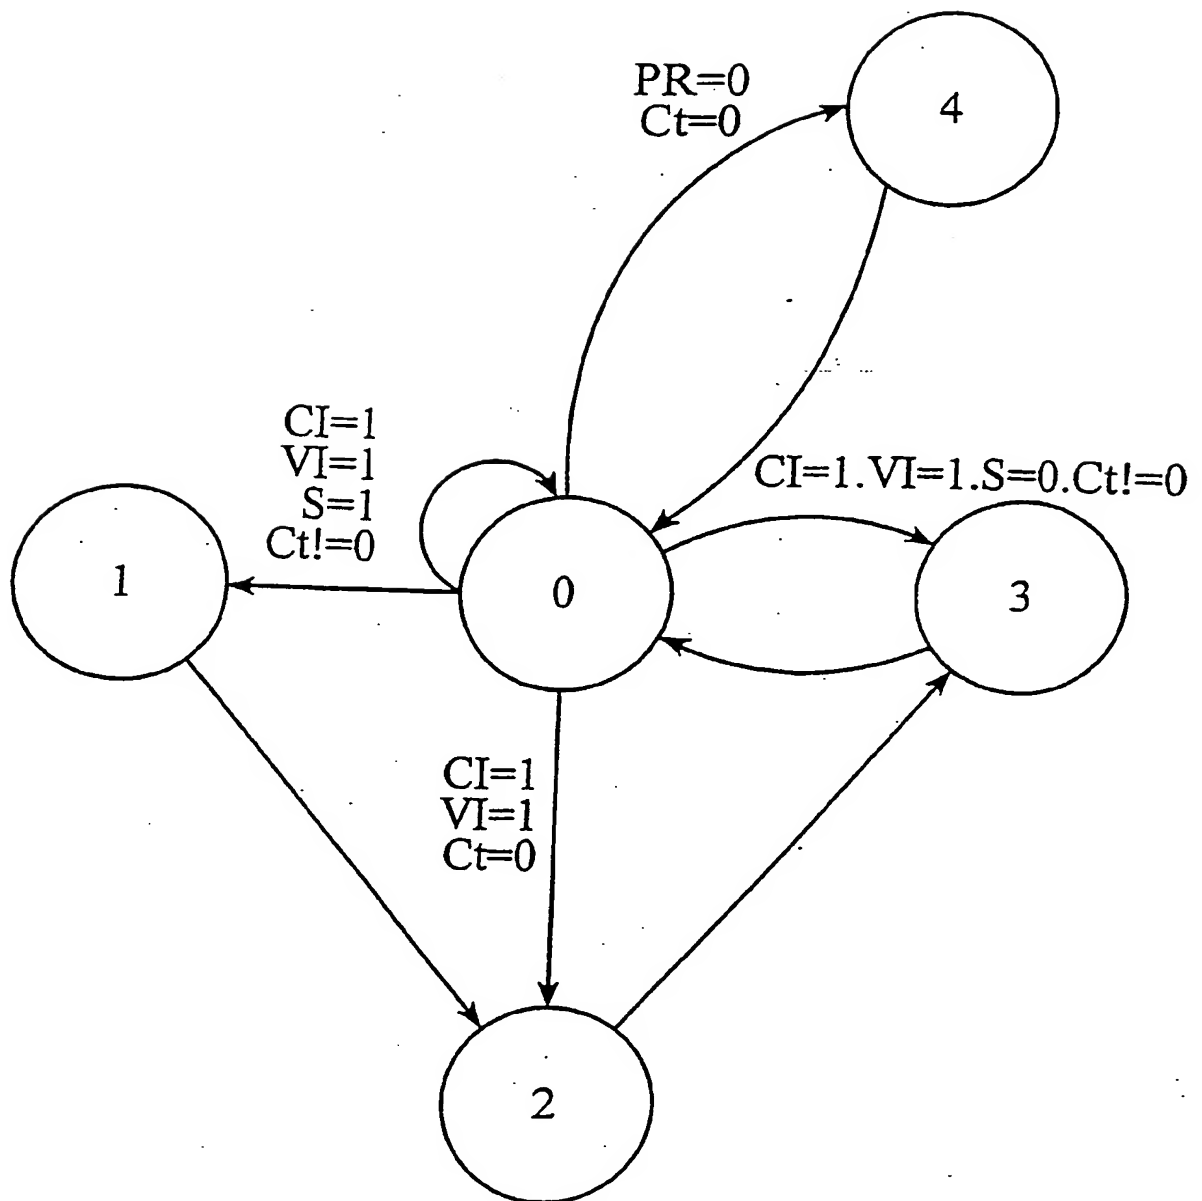 PR=0
Ct=0
4
CI=1
VI=1
S=1
Ct!=0
CI=1.VI=1.S=0.Ct!=0
1
0
3
CI=1
VI=1
Ct=0
2